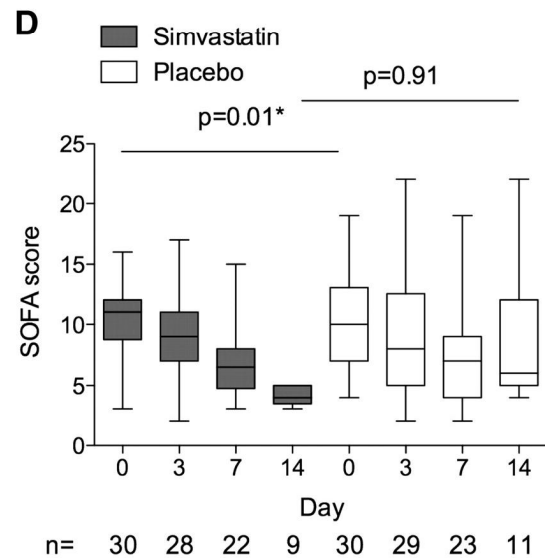 D
Simvastatin
Placebo
p=0.91
p=0.01*
25
20
15
10
5
0
SOFA score
0 3 7 14 0 3 7 14
Day
n= 30 28 22 9 30 29 23 11